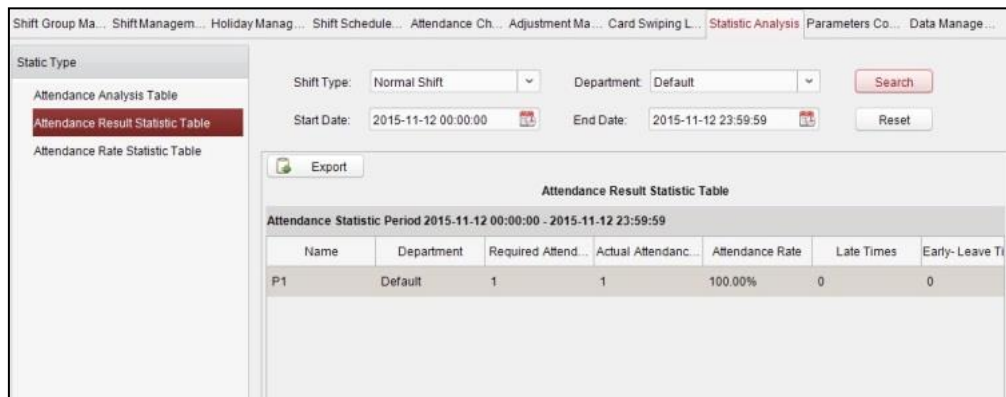 Shift Group Ma... Shift Managem... Holiday Manag... Shift Schedule... Attendance Ch... Adjustment Ma... Card Swiping L... Statistic Analysis Parameters Co... Data Manage...
Static Type
Attendance Analysis Table
Attendance Result Statistic Table
Attendance Rate Statistic Table
Shift Type: Normal Shift Department: Default Search
Start Date: 2015-11-12 00:00:00 End Date: 2015-11-12 23:59:59 Reset
Export
Attendance Result Statistic Table
Attendance Statistic Period 2015-11-12 00:00:00 - 2015-11-12 23:59:59
Name Department Required Attend... Actual Attendanc... Attendance Rate Late Times Early- Leave Ti
P1 Default 1 1 100.00% 0 0